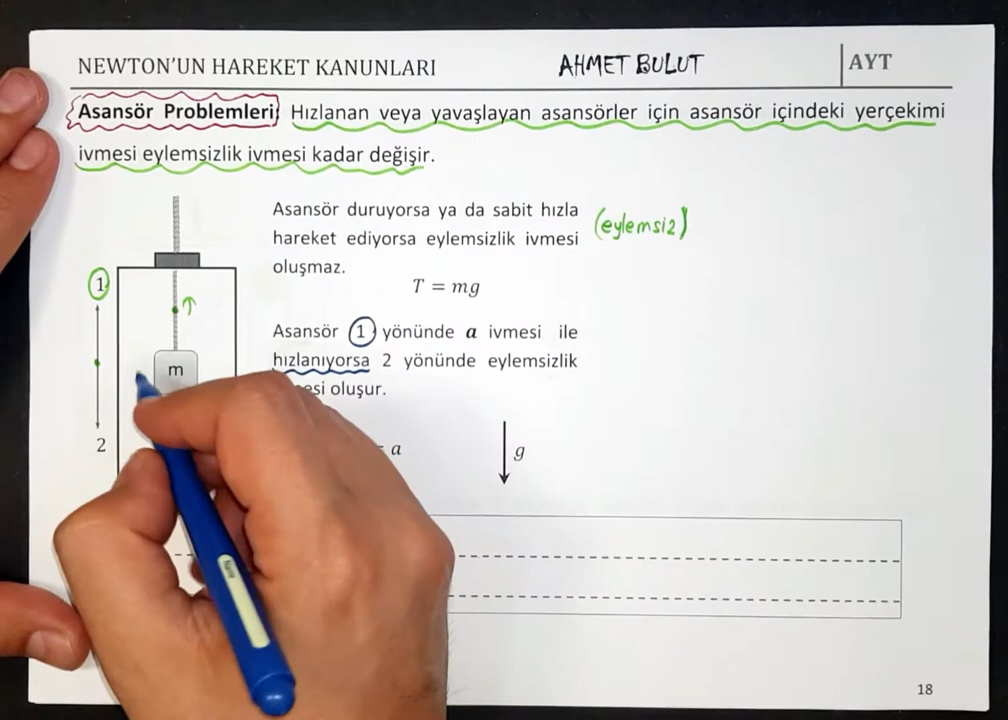 NEWTON'UN HAREKET KANUNLARI AHMET BULUT AYT
Asansör Problemleri: Hızlanan veya yavaşlayan asansörler için asansör içindeki yerçekimi
ivmesi eylemsizlik ivmesi kadar değişir.
Asansör duruyorsa ya da sabit hızla (eylemsiz)
hareket ediyorsa eylemsizlik ivmesi
oluşmaz.
T = mg
1
Asansör 1 yönünde a ivmesi ile
hızlanıyorsa 2 yönünde eylemsizlik
oluşur.
m
2
a
g
18